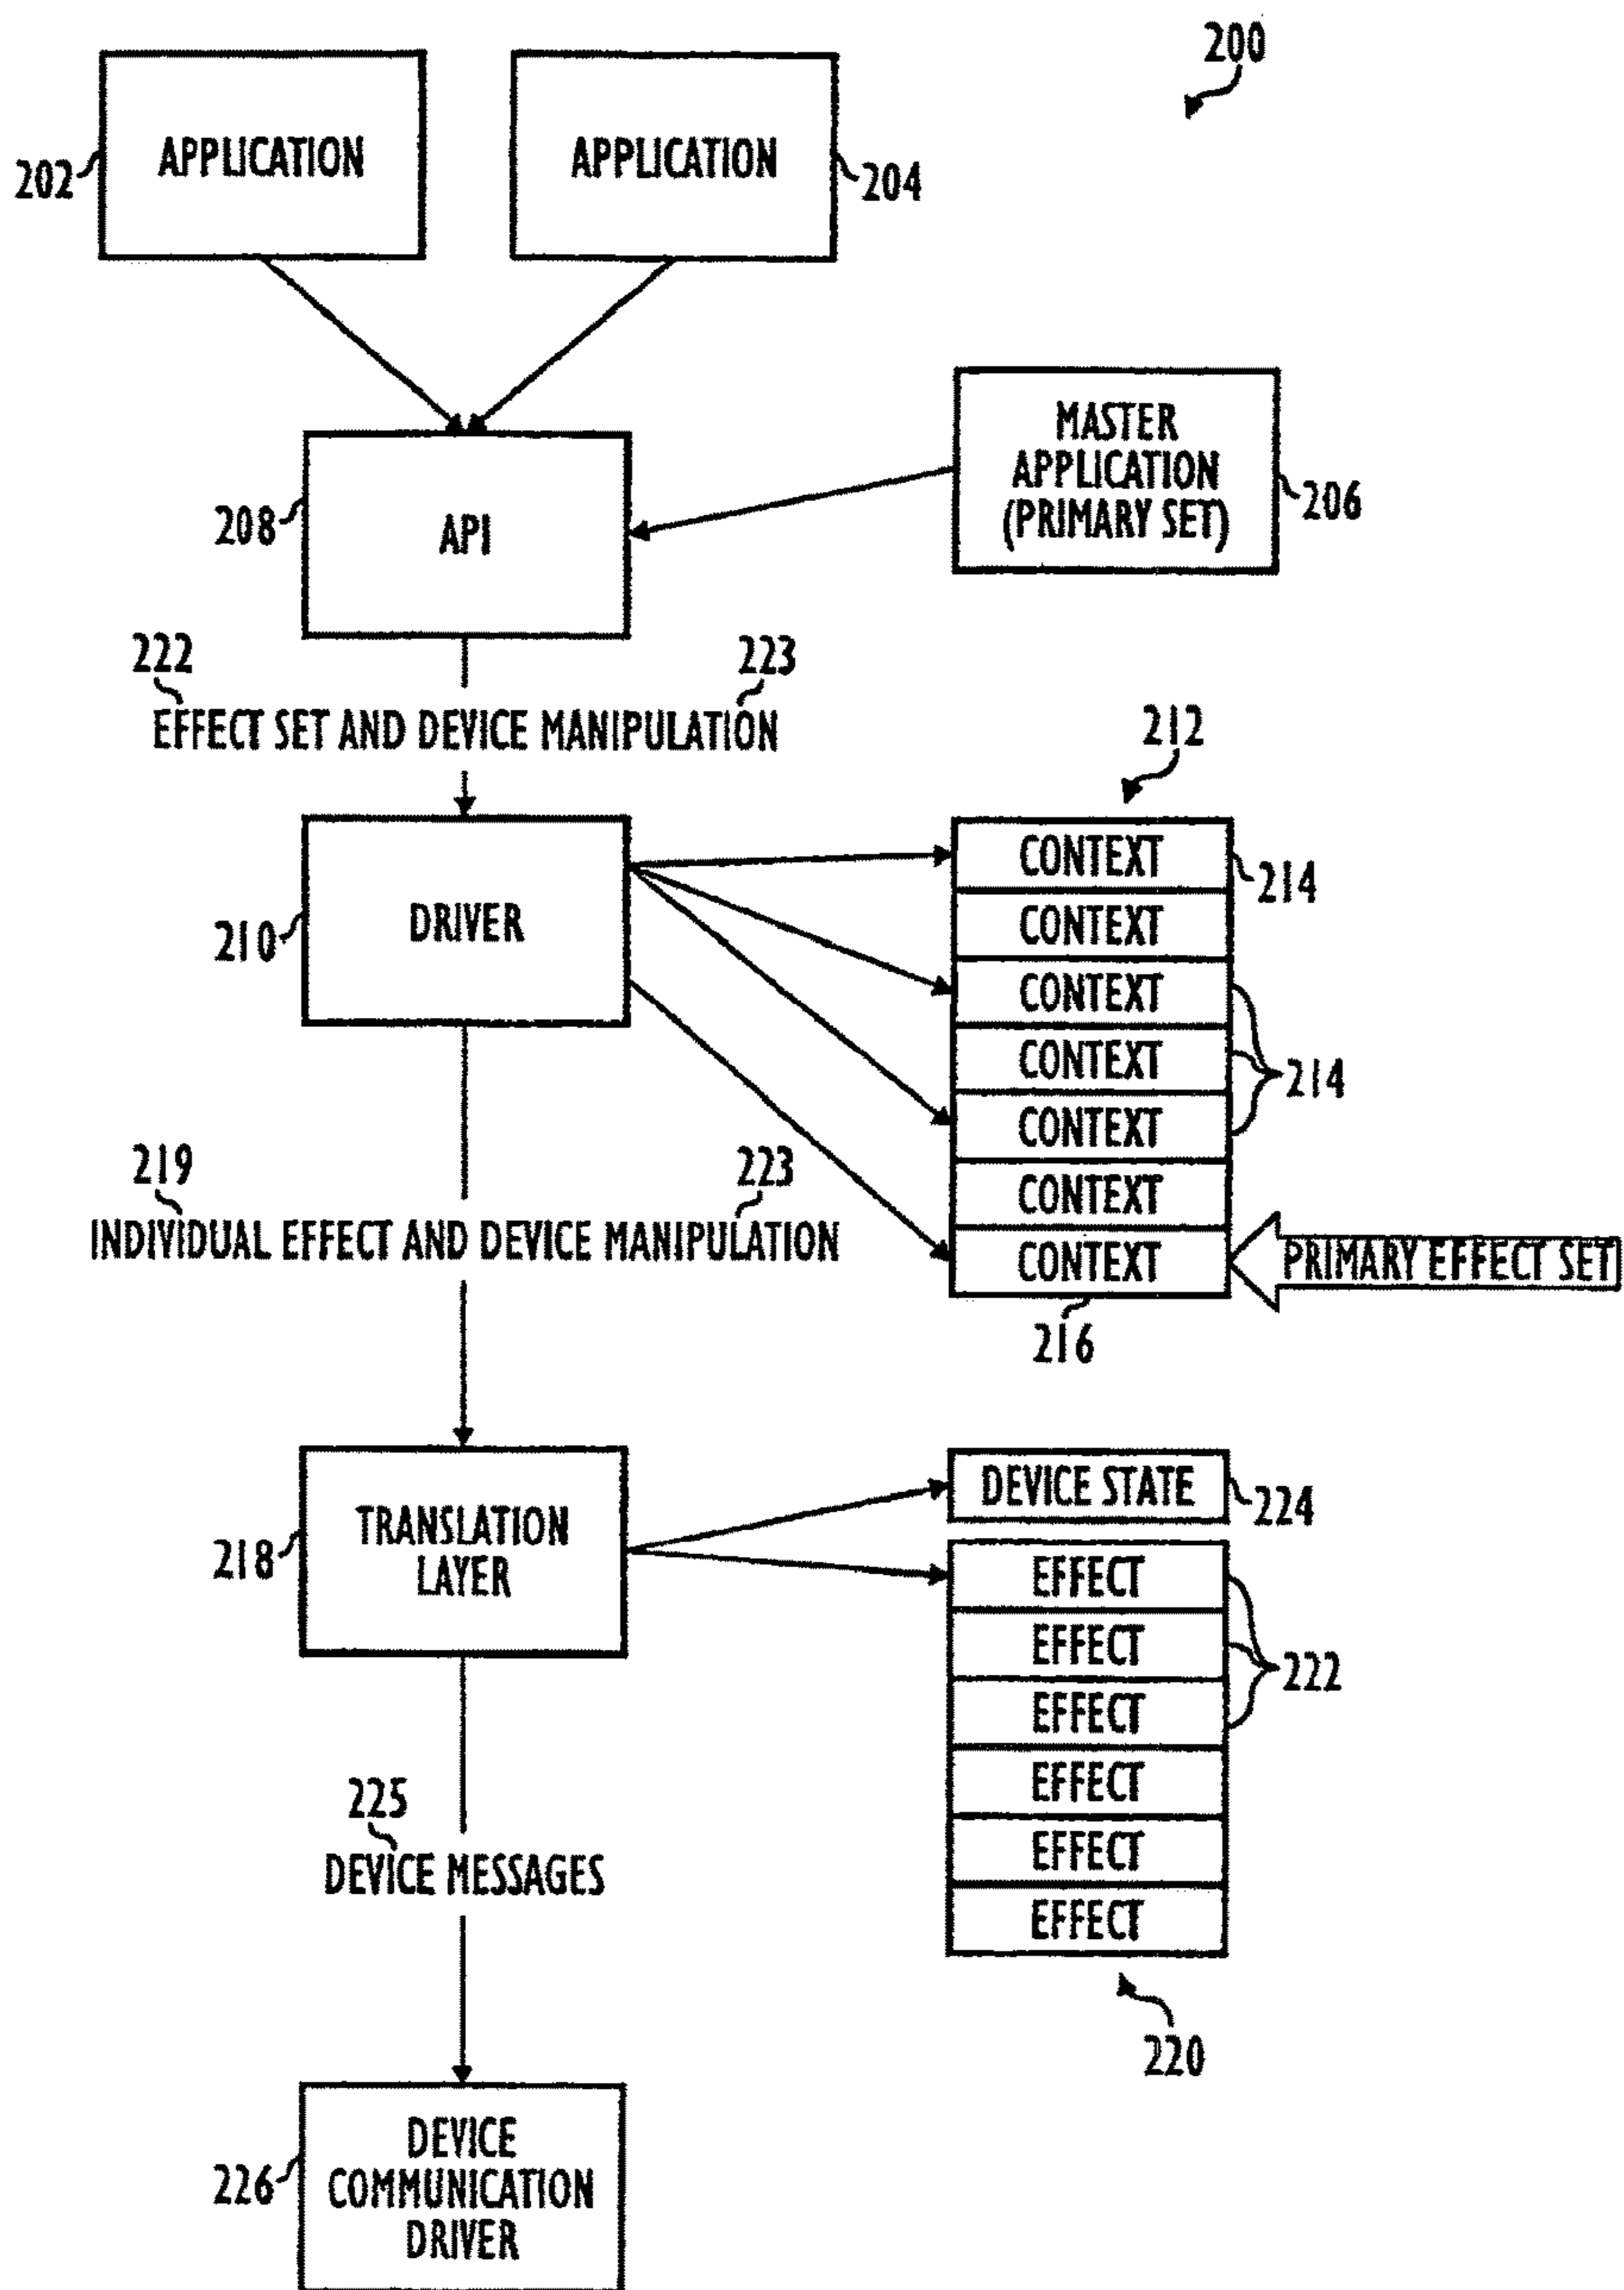 200
APPLICATION
APPLICATION
202
204
MASTER
APPLICATION
(PRIMARY SET)
206
208
API
222
223
EFFECT SET AND DEVICE MANIPULATION
212
CONTEXT
214
CONTEXT
210
DRIVER
CONTEXT
CONTEXT
214
CONTEXT
219
223
CONTEXT
INDIVIDUAL EFFECT AND DEVICE MANIPULATION
CONTEXT
PRIMARY EFFECT SET
216
DEVICE STATE
224
218
TRANSLATION
LAYER
EFFECT
EFFECT
222
EFFECT
EFFECT
225
DEVICE MESSAGES
EFFECT
EFFECT
220
226
DEVICE
COMMUNICATION
DRIVER